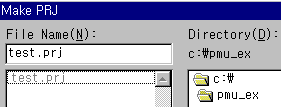 Make PRJ
File Name(N):
test.prj
test.prj
Directory(D):
c:₩pmu_ex
c:₩
pmu_ex